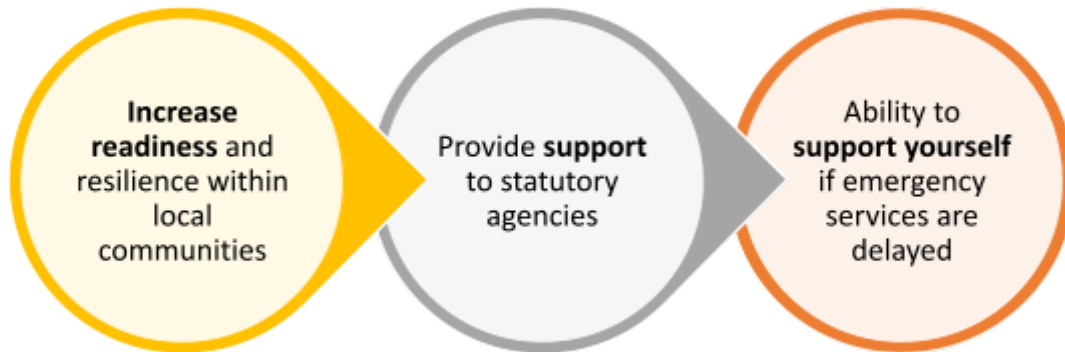 Increase
readiness and
resilience within
local
communities
Provide support
to statutory
agencies
Ability to
support yourself
if emergency
services are
delayed